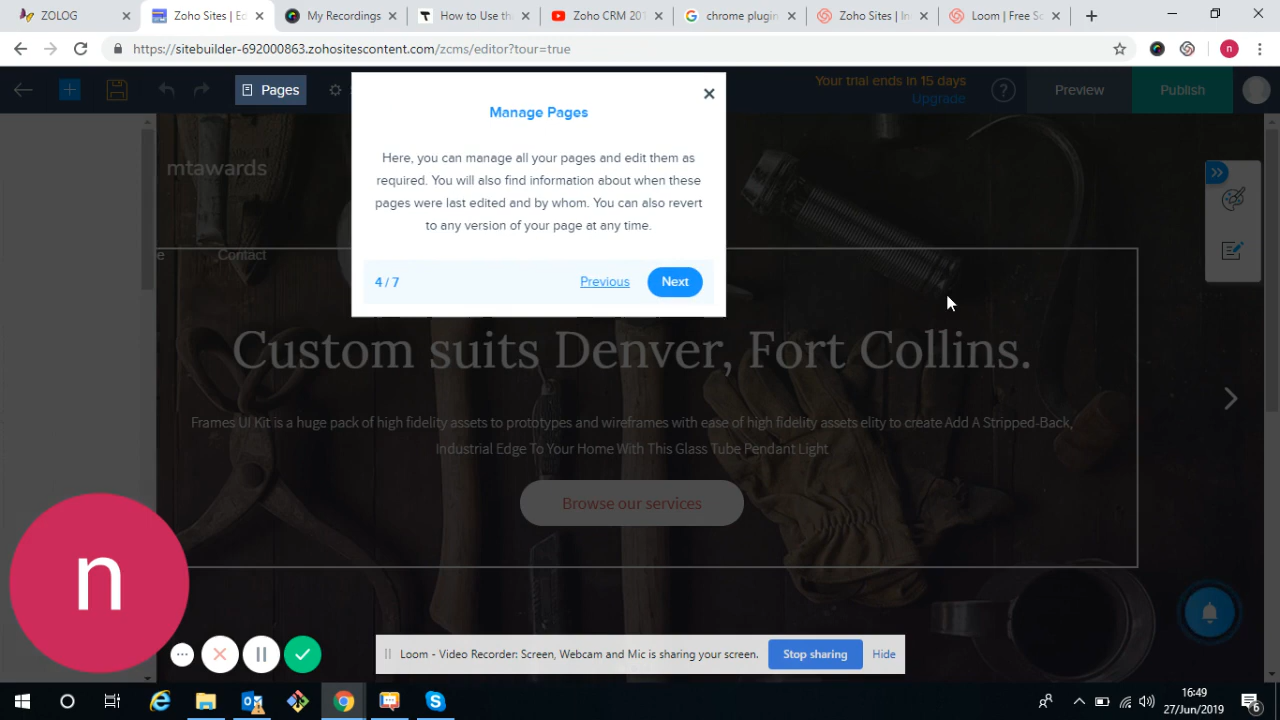 ZOLOG
Zoho Sites | Ed
My Recordings
How to Use th
Zoho CRM 201
chrome plugin
Zoho Sites | In
Loom | Free Sc
https://sitebuilder-692000863.zohositescontent.com/zcms/editor?tour=true
n
Pages
Your trial ends in 15 days
Upgrade
Preview
Publish
Manage Pages
Here, you can manage all your pages and edit them as
required. You will also find information about when these
pages were last edited and by whom. You can also revert
to any version of your page at any time.
4 / 7
Previous
Next
mtawards
e
Contact
Custom suits Denver, Fort Collins.
Frames UI Kit is a huge pack of high fidelity assets to prototypes and wireframes with ease of high fidelity assets elity to create Add A Stripped-Back,
Industrial Edge To Your Home With This Glass Tube Pendant Light
Browse our services
n
Loom - Video Recorder: Screen, Webcam and Mic is sharing your screen.
Stop sharing
Hide
16:49
27/Jun/2019
6